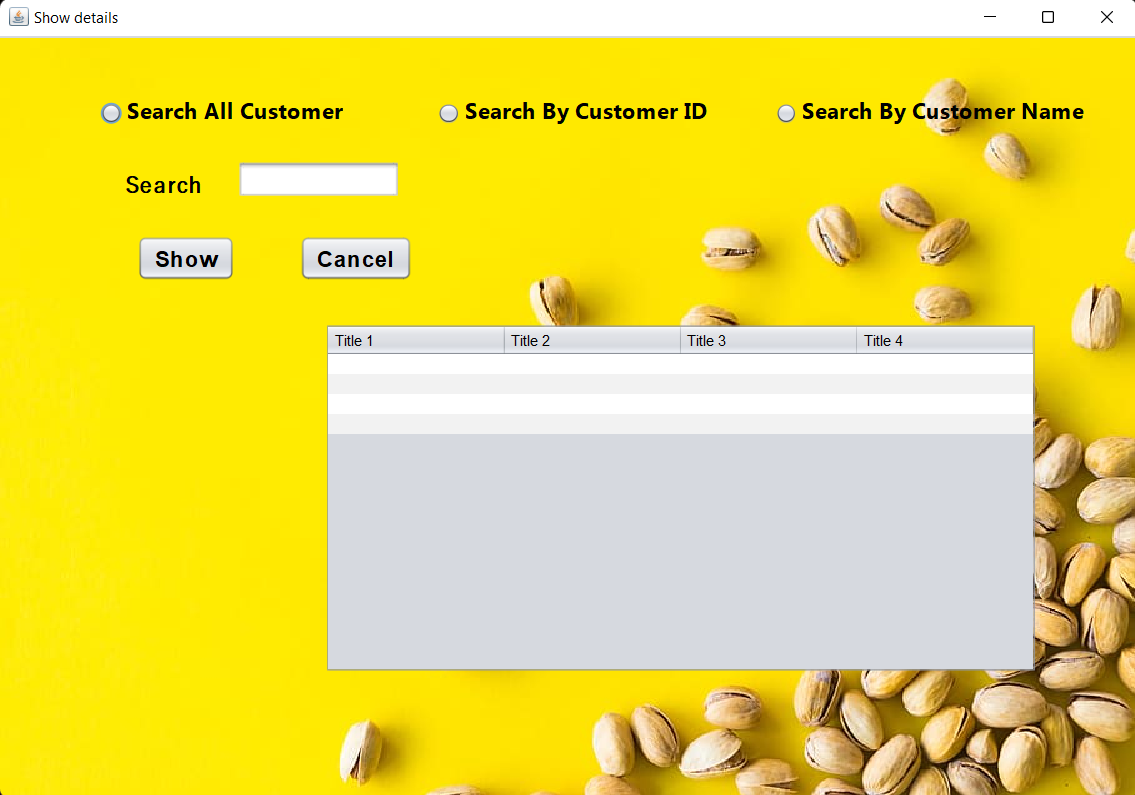 Show details
Search All Customer Search By Customer ID Search By Customer Name
Search
Show Cancel
Title 1 Title 2 Title 3 Title 4